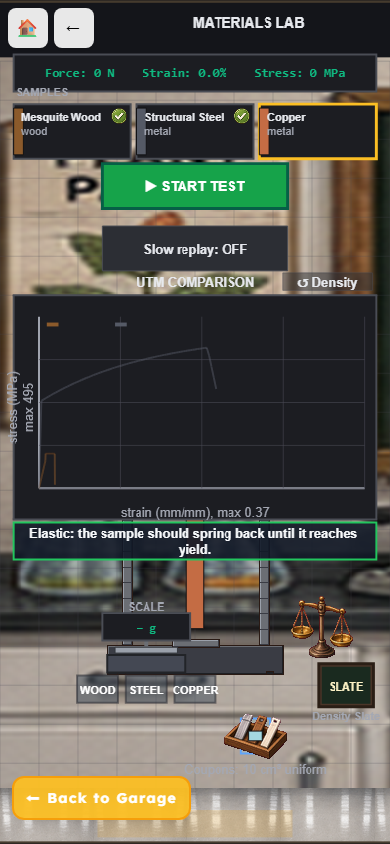 MATERIALS LAB
Force: 0 N Strain: 0.0% Stress: 0 MPa
SAMPLES
Mesquite Wood
wood
Structural Steel
metal
Copper
metal
▶ START TEST
Slow replay: OFF
UTM COMPARISON
↺ Density
stress (MPa)
max 495
strain (mm/mm), max 0.37
Elastic: the sample should spring back until it reaches
yield.
SCALE
– g
WOOD
STEEL
COPPER
SLATE
Density Slate
← Back to Garage